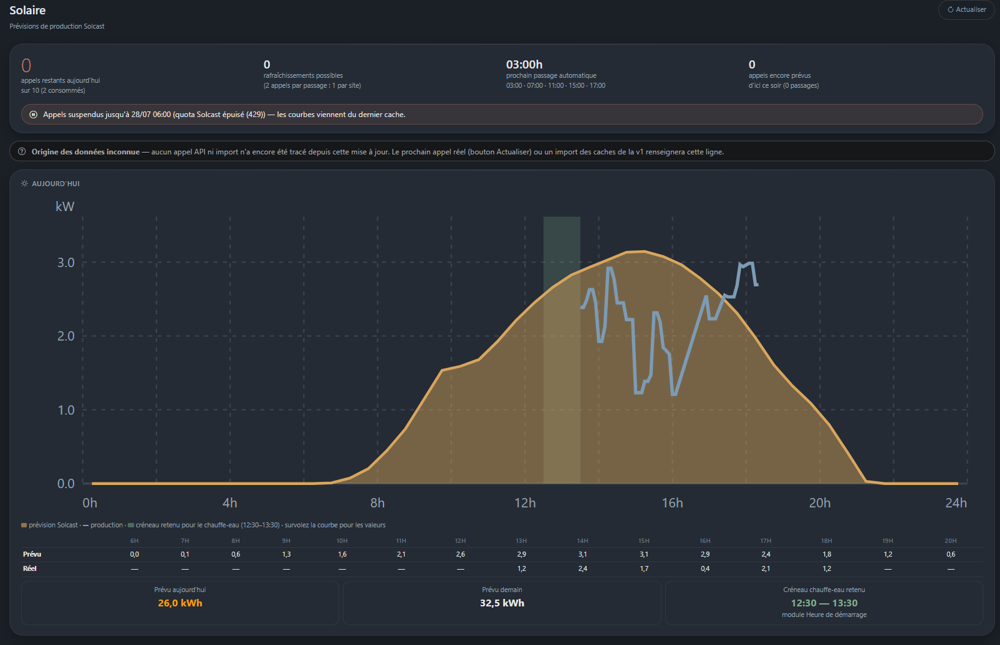 Solaire
Actualiser
Prévisions de production Solcast
0
appels restants aujourd'hui
sur 10 (2 consommés)
0
rafraîchissements possibles
(2 appels par passage : 1 par site)
03:00h
prochain passage automatique
03:00 · 07:00 · 11:00 · 15:00 · 17:00
0
appels encore prévus
d'ici ce soir (0 passages)
Appels suspendus jusqu'à 28/07 06:00 (quota Solcast épuisé (429)) — les courbes viennent du dernier cache.
Origine des données inconnue — aucun appel API ni import n'a encore été tracé depuis cette mise à jour. Le prochain appel réel (bouton Actualiser) ou un import des caches de la v1 renseignera cette ligne.
AUJOURD'HUI
kW
3.0
2.0
1.0
0.0
0h 4h 8h 12h 16h 20h 24h
prévision Solcast · production · créneau retenu pour le chauffe-eau (12:30–13:30) · survolez la courbe pour les valeurs
6H 7H 8H 9H 10H 11H 12H 13H 14H 15H 16H 17H 18H 19H 20H
Prévu 0,0 0,1 0,6 1,3 1,6 2,1 2,6 2,9 3,1 3,1 2,9 2,4 1,8 1,2 0,6
Réel — — — — — — — 1,2 2,4 1,7 0,4 2,1 1,2 — —
Prévu aujourd'hui
26,0 kWh
Prévu demain
32,5 kWh
Créneau chauffe-eau retenu
12:30 — 13:30
module Heure de démarrage